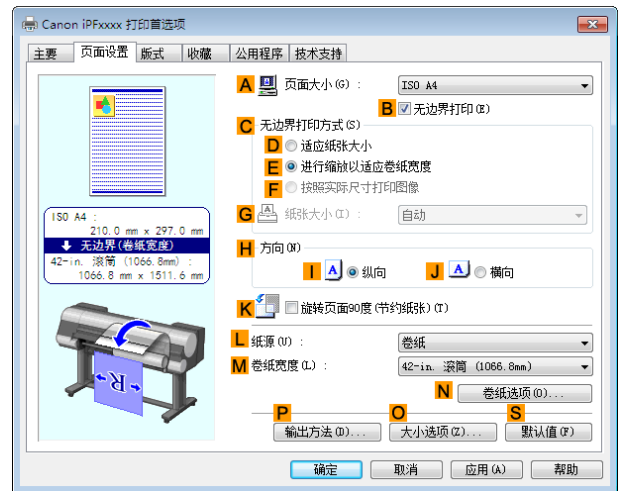 Canon iPFxxxx 打印首选项
主要 页面设置 版式 收藏 公用程序 技术支持
A 页面大小(G) : ISO A4
B 无边界打印(E)
C 无边界打印方式(S)
D 适应纸张大小
E 进行缩放以适应卷纸宽度
F 按照实际尺寸打印图像
G 纸张大小(I) : 自动
H 方向(N)
I A 纵向 J A 横向
K 旋转页面90度(节约纸张)(T)
L 纸源(U) : 卷纸
M 卷纸宽度(L) : 42-in. 滚筒 (1066.8mm)
N 卷纸选项(O)...
P O S
输出方法(D)... 大小选项(Z)... 默认值(F)
ISO A4 :
210.0 mm x 297.0 mm
无边界(卷纸宽度)
42-in. 滚筒 (1066.8mm) :
1066.8 mm x 1511.6 mm
R
确定 取消 应用(A) 帮助